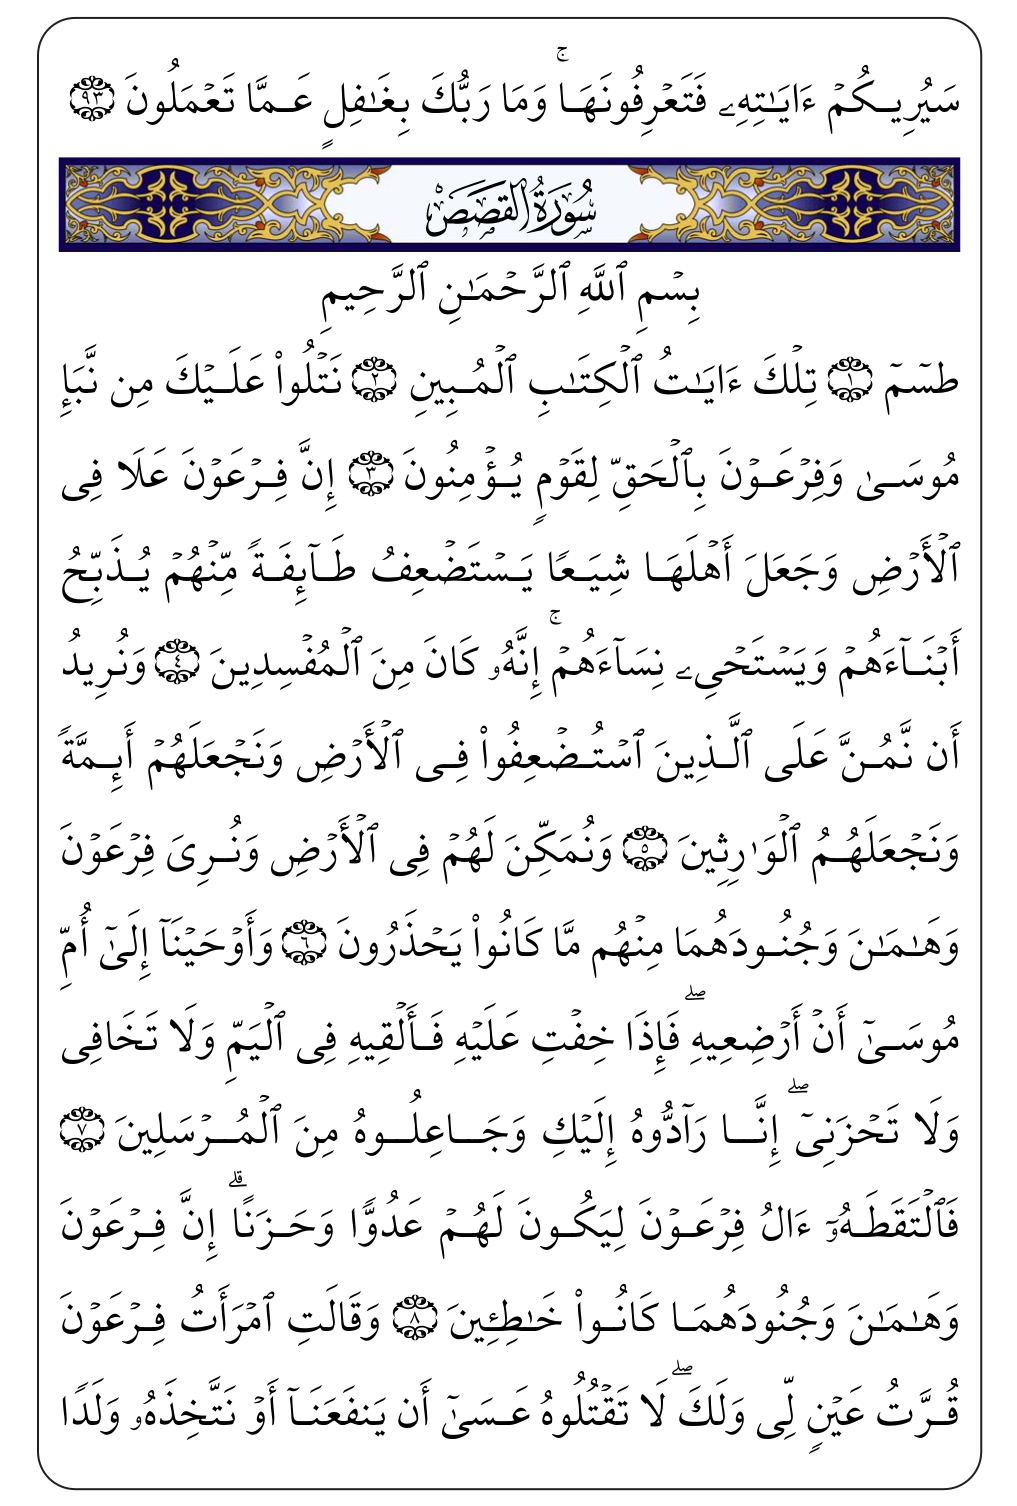 سَيُرِيكُمۡ ءَايَٰتِهِۦ فَتَعۡرِفُونَهَاۚ وَمَا رَبُّكَ بِغَٰفِلٍ عَمَّا تَعۡمَلُونَ ٩٣
سُورَةُ القَصَصِ
بِسۡمِ ٱللَّهِ ٱلرَّحۡمَٰنِ ٱلرَّحِيمِ
طسٓمٓ ١ تِلۡكَ ءَايَٰتُ ٱلۡكِتَٰبِ ٱلۡمُبِينِ ٢ نَتۡلُواْ عَلَيۡكَ مِن نَّبَإِ
مُوسَىٰ وَفِرۡعَوۡنَ بِٱلۡحَقِّ لِقَوۡمٍ يُؤۡمِنُونَ ٣ إِنَّ فِرۡعَوۡنَ عَلَا فِي
ٱلۡأَرۡضِ وَجَعَلَ أَهۡلَهَا شِيَعًا يَسۡتَضۡعِفُ طَآئِفَةً مِّنۡهُمۡ يُذَبِّحُ
أَبۡنَآءَهُمۡ وَيَسۡتَحۡيِۦ نِسَآءَهُمۡۚ إِنَّهُۥ كَانَ مِنَ ٱلۡمُفۡسِدِينَ ٤ وَنُرِيدُ
أَن نَّمُنَّ عَلَى ٱلَّذِينَ ٱسۡتُضۡعِفُواْ فِي ٱلۡأَرۡضِ وَنَجۡعَلَهُمۡ أَئِمَّةً
وَنَجۡعَلَهُمُ ٱلۡوَٰرِثِينَ ٥ وَنُمَكِّنَ لَهُمۡ فِي ٱلۡأَرۡضِ وَنُرِيَ فِرۡعَوۡنَ
وَهَٰمَٰنَ وَجُنُودَهُمَا مِنۡهُم مَّا كَانُواْ يَحۡذَرُونَ ٦ وَأَوۡحَيۡنَآ إِلَىٰٓ أُمِّ
مُوسَىٰٓ أَنۡ أَرۡضِعِيهِۖ فَإِذَا خِفۡتِ عَلَيۡهِ فَأَلۡقِيهِ فِي ٱلۡيَمِّ وَلَا تَخَافِي
وَلَا تَحۡزَنِيٓۖ إِنَّا رَآدُّوهُ إِلَيۡكِ وَجَاعِلُوهُ مِنَ ٱلۡمُرۡسَلِينَ ٧
فَٱلۡتَقَطَهُۥٓ ءَالُ فِرۡعَوۡنَ لِيَكُونَ لَهُمۡ عَدُوًّا وَحَزَنًاۗ إِنَّ فِرۡعَوۡنَ
وَهَٰمَٰنَ وَجُنُودَهُمَا كَانُواْ خَٰطِـِٔينَ ٨ وَقَالَتِ ٱمۡرَأَتُ فِرۡعَوۡنَ
قُرَّتُ عَيۡنٍ لِّي وَلَكَۖ لَا تَقۡتُلُوهُ عَسَىٰٓ أَن يَنفَعَنَآ أَوۡ نَتَّخِذَهُۥ وَلَدًا